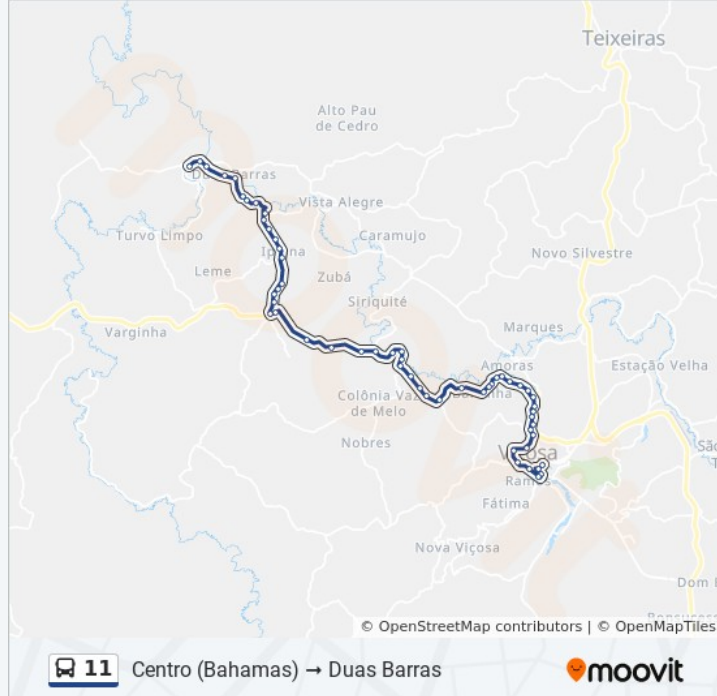 Teixeiras
Alto Pau
de Cedro
Duas Barras
Vista Alegre
Turvo Limpo
Caramujo
Novo Silvestre
Leme
Zubá
Siriquité
Varginha
Marques
Amoras
Estação Velha
Colônia Vaz
de Melo
Nobres
Viçosa
Ramos
Fátima
Nova Viçosa
Dom
© OpenStreetMap contributors | © OpenMapTiles
11 Centro (Bahamas) → Duas Barras
moovit